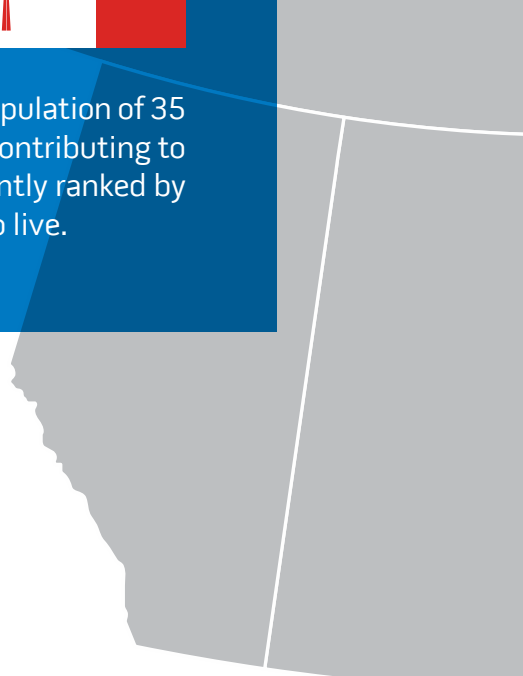 pulation of 35
ontributing to
ntly ranked by
o live.